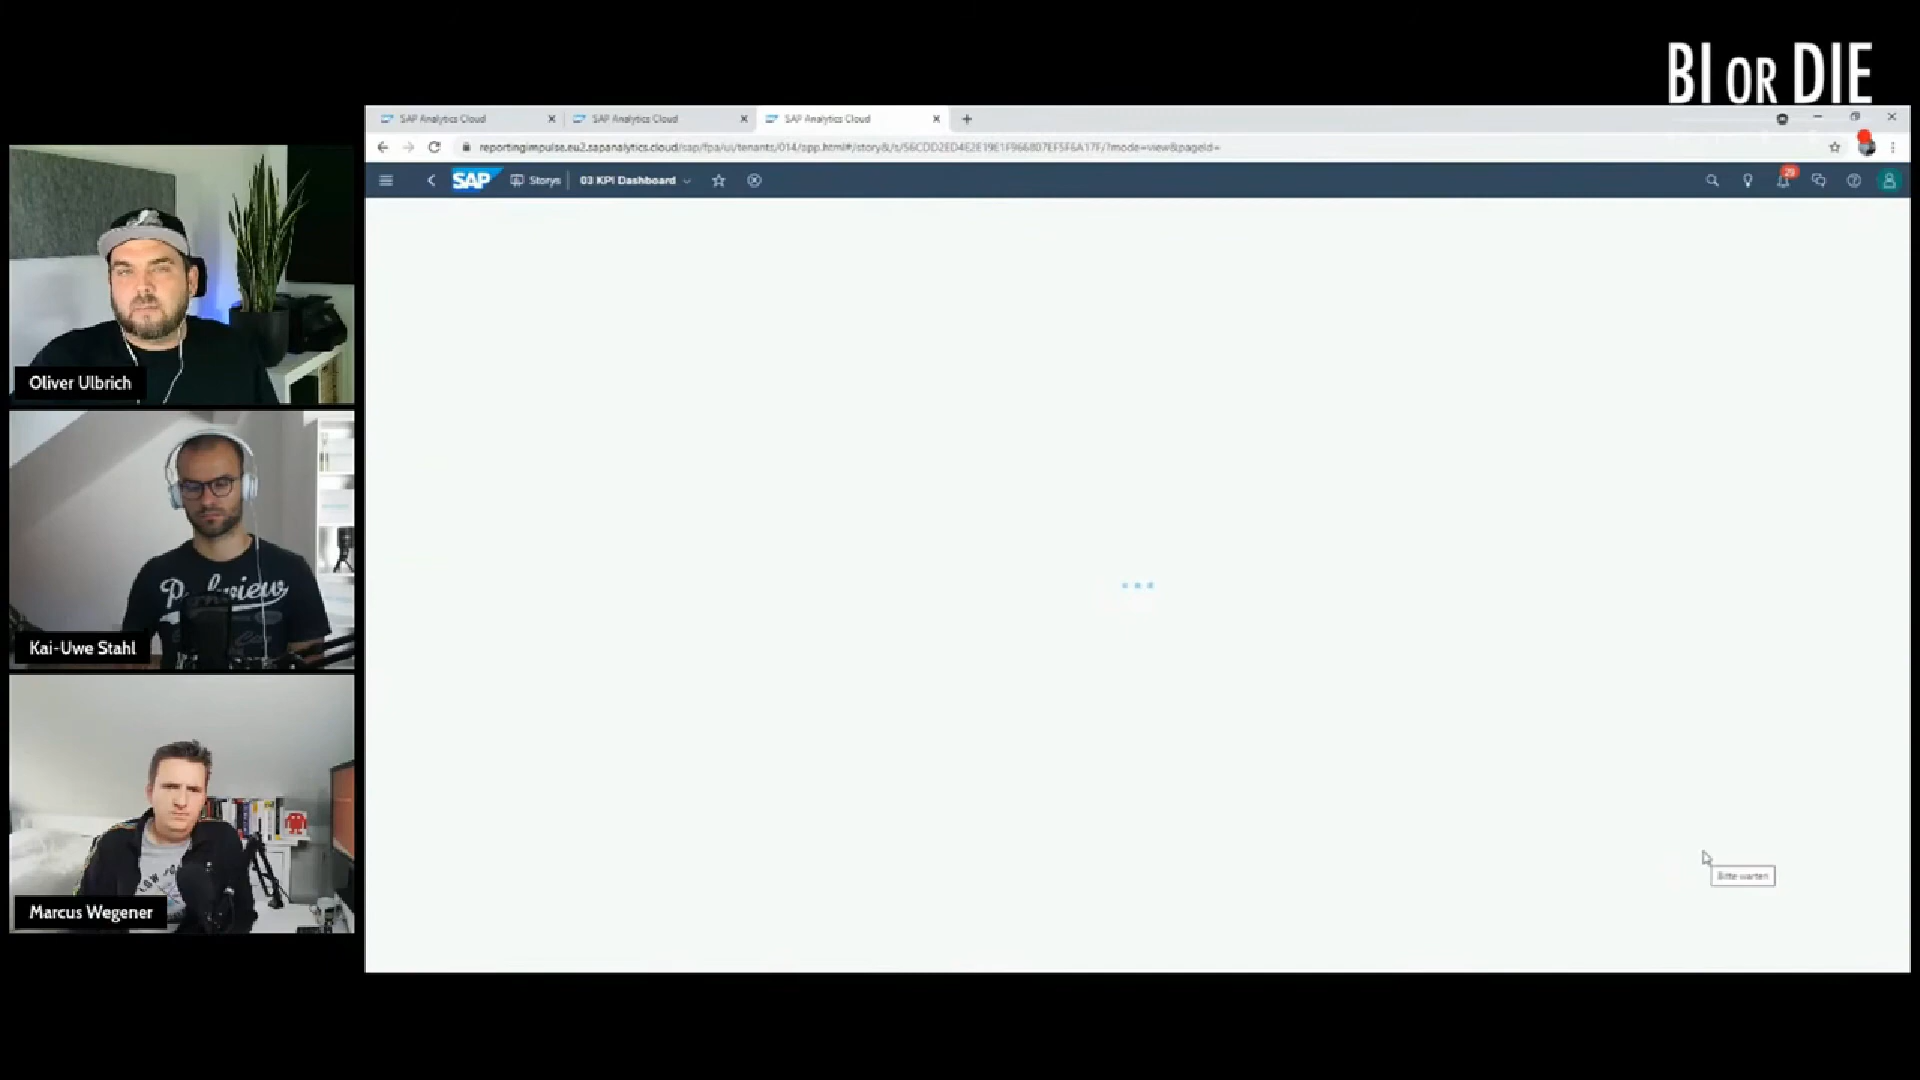 BI OR DIE
SAP Analytics Cloud
SAP Analytics Cloud
SAP Analytics Cloud
SAP
Storys
03 KPI Dashboard
29
Oliver Ulbrich
Kai-Uwe Stahl
Marcus Wegener
Bitte warten